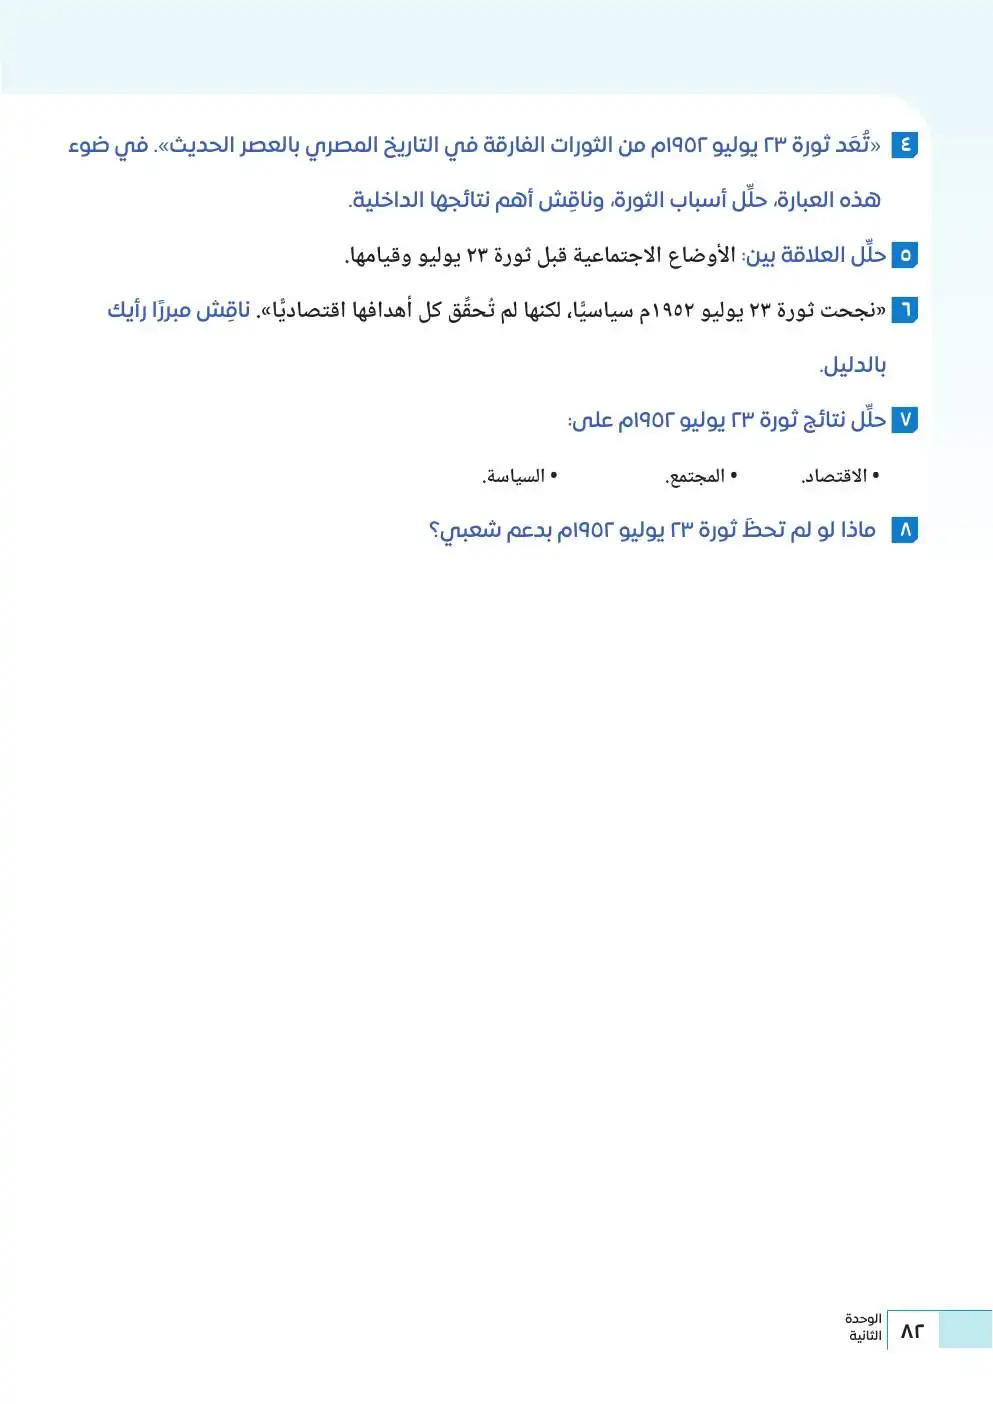 ٤ «تُعَد ثورة ٢٣ يوليو ١٩٥٢م من الثورات الفارقة في التاريخ المصري بالعصر الحديث». في ضوء
هذه العبارة، حلِّل أسباب الثورة، وناقِش أهم نتائجها الداخلية.
٥ حلِّل العلاقة بين: الأوضاع الاجتماعية قبل ثورة ٢٣ يوليو وقيامها.
٦ «نجحت ثورة ٢٣ يوليو ١٩٥٢م سياسيًّا، لكنها لم تُحقَّق كل أهدافها اقتصاديًّا». ناقِش مبررًا رأيك
بالدليل.
٧ حلِّل نتائج ثورة ٢٣ يوليو ١٩٥٢م على:
• الاقتصاد. • المجتمع. • السياسة.
٨ ماذا لو لم تحظَ ثورة ٢٣ يوليو ١٩٥٢م بدعم شعبي؟
٨٢ الوحدة
الثانية